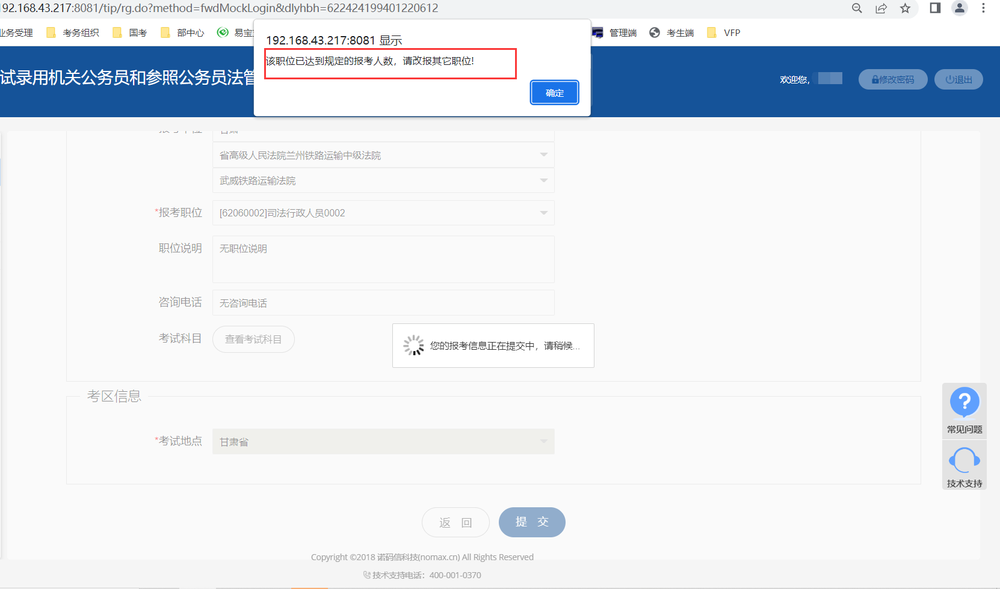 192.168.43.217:8081/tip/rg.do?method=fwdMockLogin&dlyhbh=622424199401220612
业务受理 考务组织 国考 部中心 易宝 管理端 考生端 VFP
192.168.43.217:8081 显示
该职位已达到规定的报考人数，请改报其它职位!
确定
试录用机关公务员和参照公务员法管
欢迎您,
修改密码
退出
报考单位 甘肃
省高级人民法院兰州铁路运输中级法院
武威铁路运输法院
*报考职位 [62060002]司法行政人员0002
职位说明 无职位说明
咨询电话 无咨询电话
考试科目 查看考试科目
您的报考信息正在提交中，请稍候...
考区信息
*考试地点 甘肃省
常见问题
技术支持
返 回 提 交
Copyright ©2018 诺码信科技(nomax.cn) All Rights Reserved
技术支持电话：400-001-0370